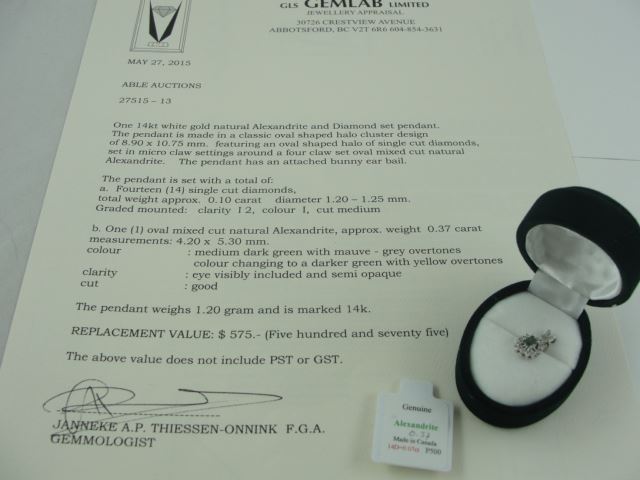 GLS GEMLAB LIMITED
JEWELLERY APPRAISAL
30726 CRESTVIEW AVENUE
ABBOTSFORD, BC V2T 6R6 604-854-3631
MAY 27, 2015
ABLE AUCTIONS
27515 – 13
One 14kt white gold natural Alexandrite and Diamond set pendant.
The pendant is made in a classic oval shaped halo cluster design
of 8.90 x 10.75 mm. featuring an oval shaped halo of single cut diamonds,
set in micro claw settings around a four claw set oval mixed cut natural
Alexandrite. The pendant has an attached bunny ear bail.
The pendant is set with a total of:
a. Fourteen (14) single cut diamonds,
total weight approx. 0.10 carat diameter 1.20 – 1.25 mm.
Graded mounted: clarity I 2, colour I, cut medium
b. One (1) oval mixed cut natural Alexandrite, approx. weight 0.37 carat
measurements: 4.20 x 5.30 mm.
colour : medium dark green with mauve - grey overtones
colour changing to a darker green with yellow overtones
clarity : eye visibly included and semi opaque
cut : good
The pendant weighs 1.20 gram and is marked 14k.
REPLACEMENT VALUE: $ 575.- (Five hundred and seventy five)
The above value does not include PST or GST.
JANNEKE A.P. THIESSEN-ONNINK F.G.A.
GEMMOLOGIST
Genuine
Alexandrite
0.37
Made in Canada
14D=0.05ct P500